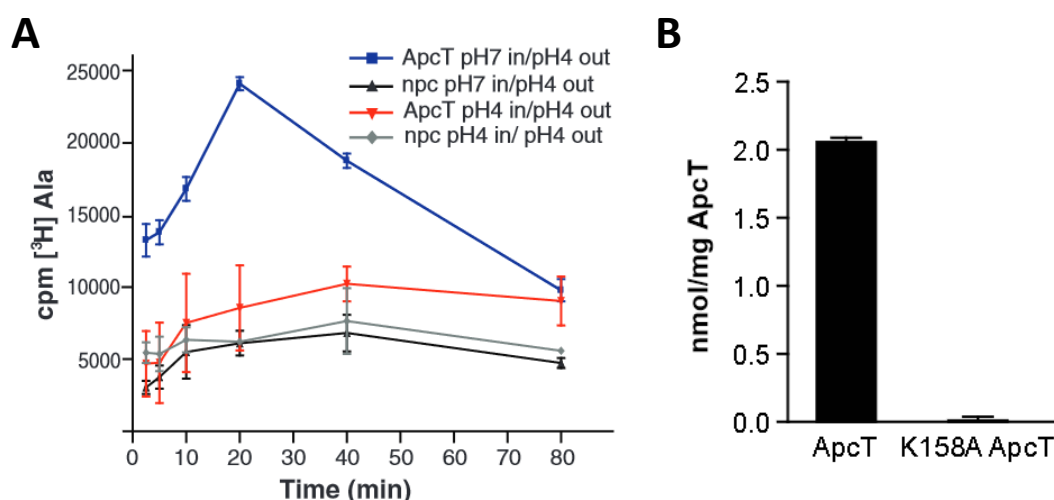 A
ApcT pH7 in/pH4 out
npc pH7 in/pH4 out
ApcT pH4 in/pH4 out
npc pH4 in/ pH4 out
cpm [³H] Ala
25000
20000
15000
10000
5000
0 10 20 30 40 50 60 70 80
Time (min)
B
nmol/mg ApcT
2.5
2.0
1.5
1.0
0.5
0.0
ApcT K158A ApcT